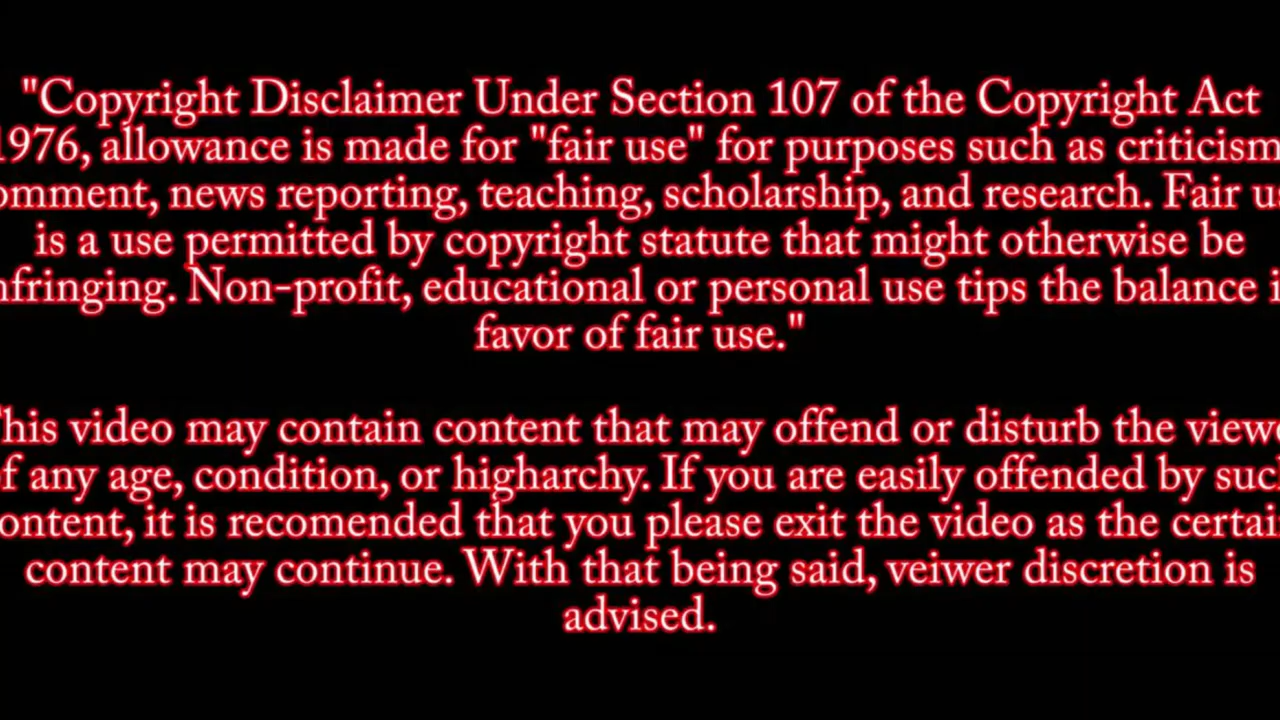 "Copyright Disclaimer Under Section 107 of the Copyright Act
1976, allowance is made for "fair use" for purposes such as criticism
omment, news reporting, teaching, scholarship, and research. Fair u
is a use permitted by copyright statute that might otherwise be
nfringing. Non-profit, educational or personal use tips the balance i
favor of fair use."
This video may contain content that may offend or disturb the viewe
of any age, condition, or higharchy. If you are easily offended by such
ontent, it is recomended that you please exit the video as the certai
content may continue. With that being said, veiwer discretion is
advised.